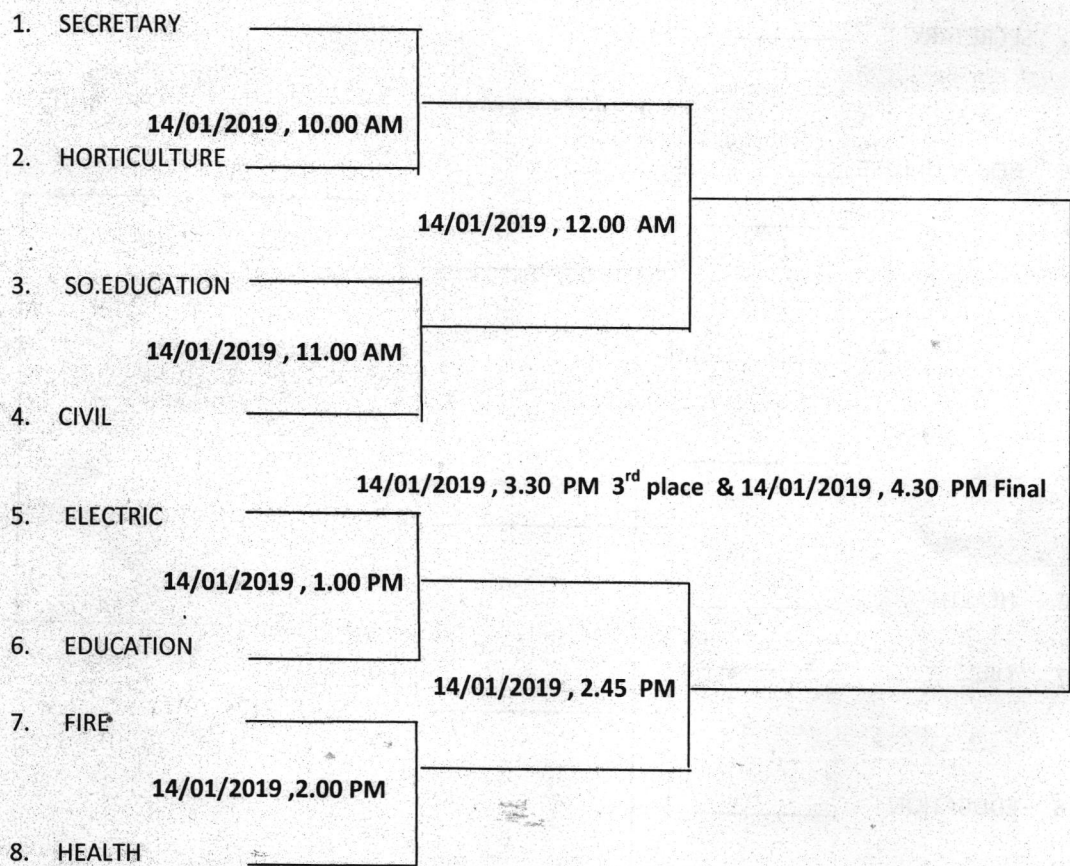 1. SECRETARY
14/01/2019 , 10.00 AM
2. HORTICULTURE
14/01/2019 , 12.00 AM
3. SO.EDUCATION
14/01/2019 , 11.00 AM
4. CIVIL
14/01/2019 , 3.30 PM 3rd place & 14/01/2019 , 4.30 PM Final
5. ELECTRIC
14/01/2019 , 1.00 PM
6. EDUCATION
14/01/2019 , 2.45 PM
7. FIRE
14/01/2019 ,2.00 PM
8. HEALTH